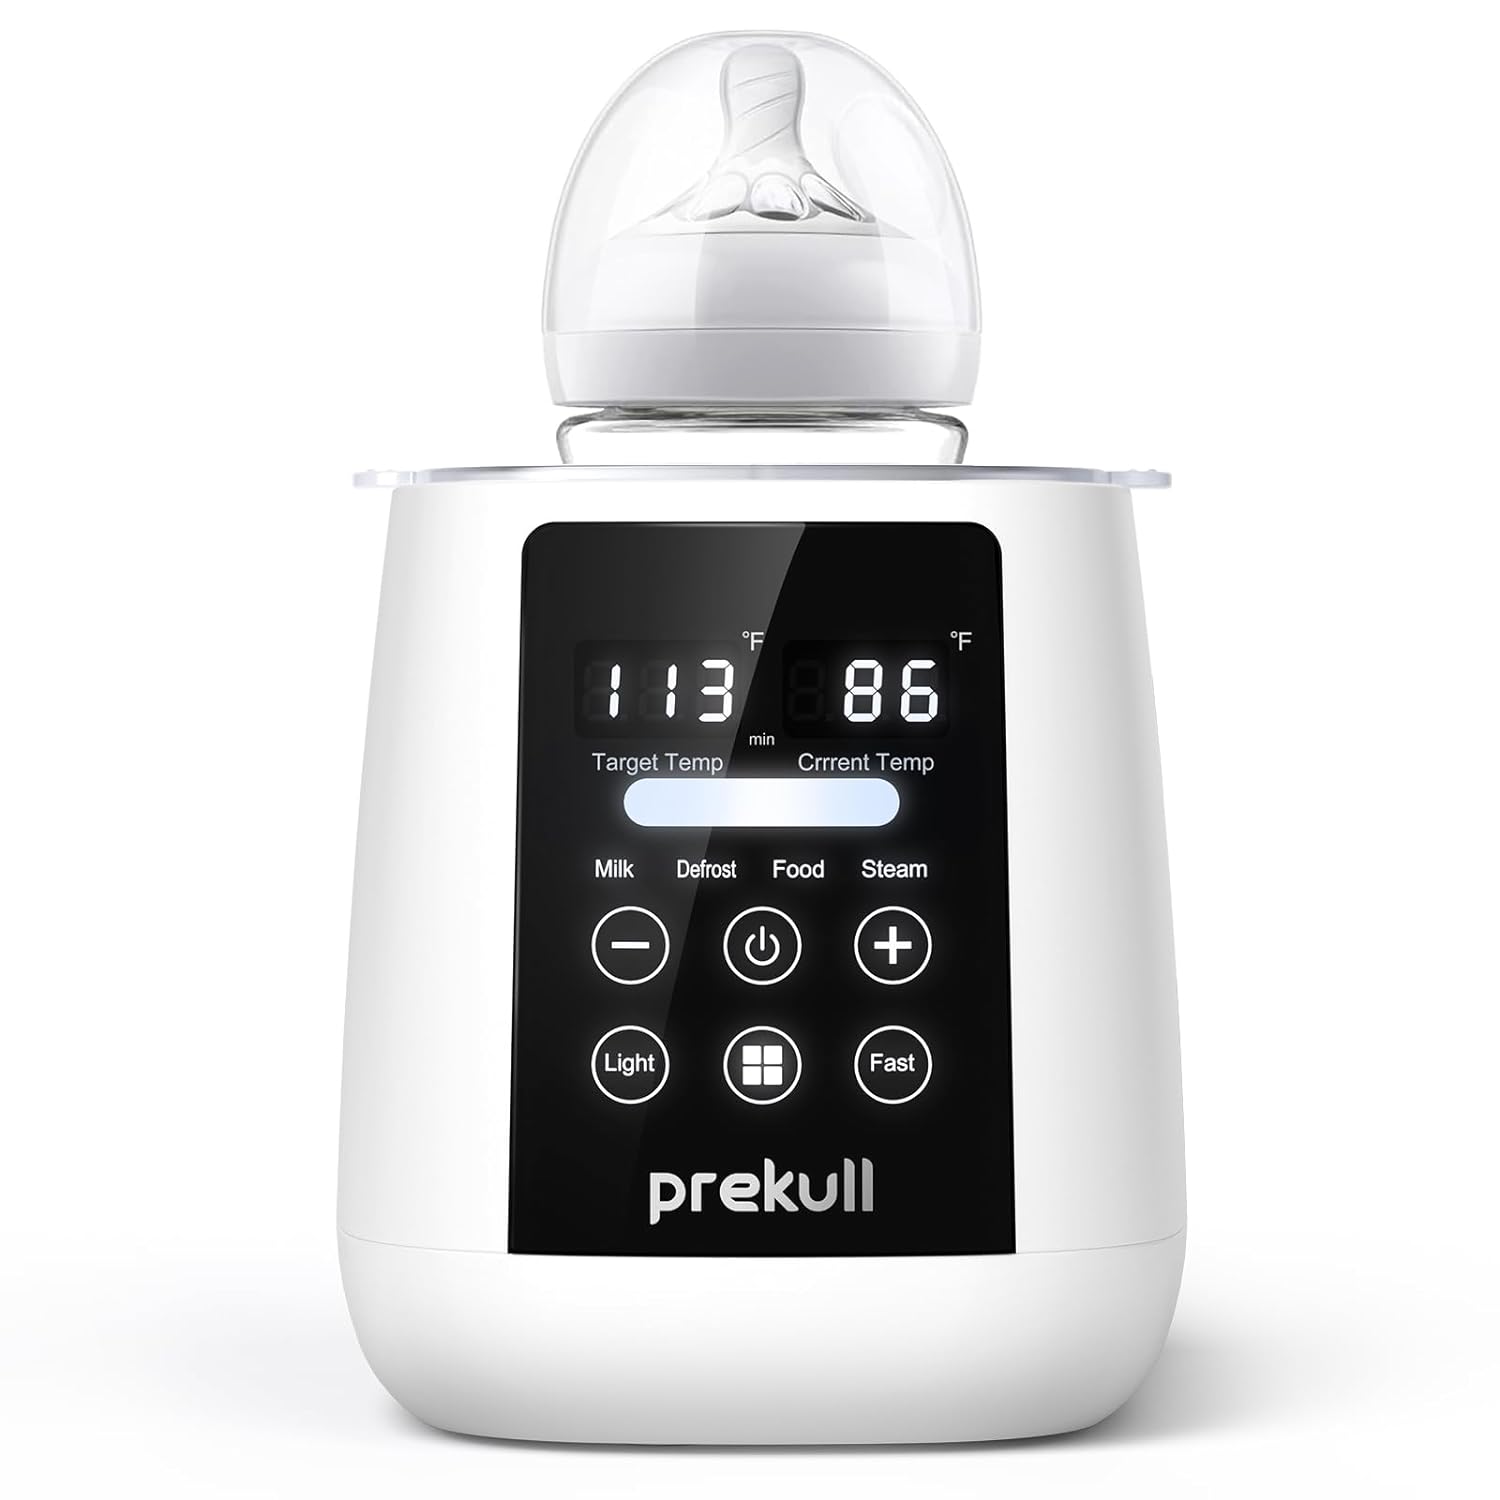 °F °F
113 86
min
Target Temp Crrrent Temp
Milk Defrost Food Steam
Light Fast
prekull